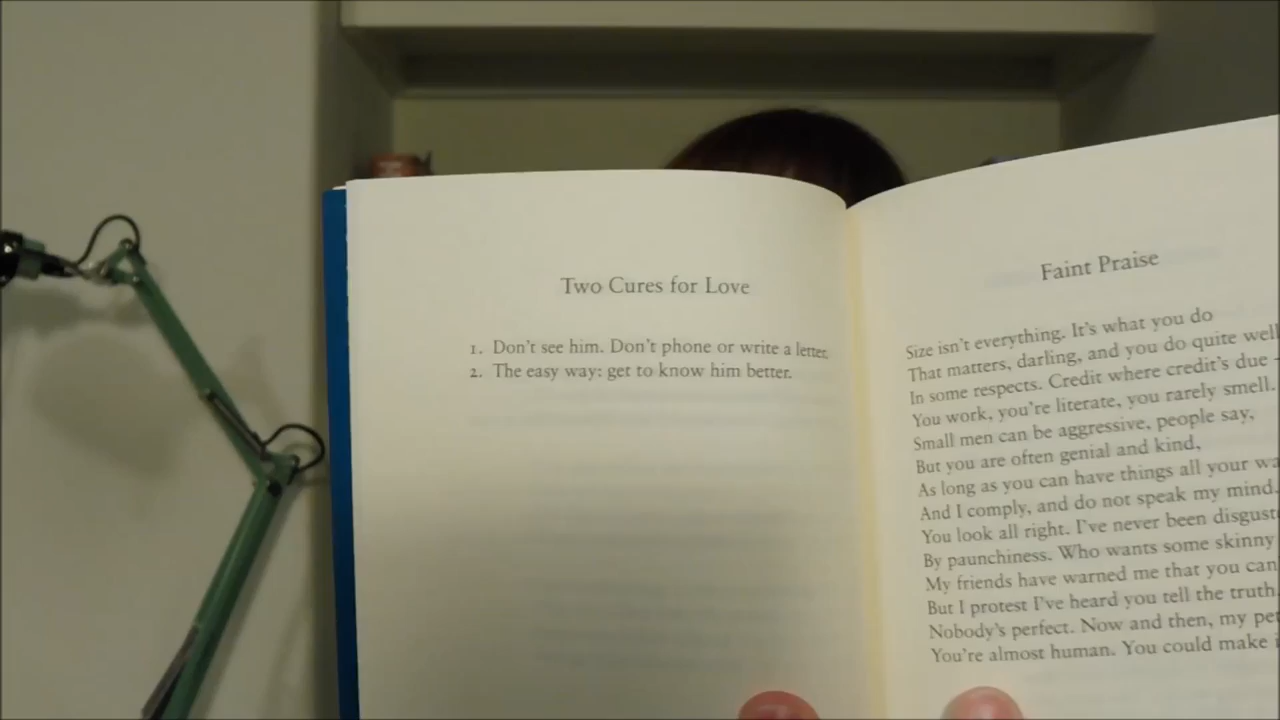 Two Cures for Love
1. Don't see him. Don't phone or write a letter.
2. The easy way: get to know him better.
Faint Praise
Size isn't everything. It's what you do
That matters, darling, and you do quite well
In some respects. Credit where credit's due –
You work, you're literate, you rarely smell.
Small men can be aggressive, people say,
But you are often genial and kind,
As long as you can have things all your
And I comply, and do not speak my mind.
You look all right. I've never been
By paunchiness. Who wants some skinny
My friends have warned me that you can
But I protest I've heard you tell the truth.
Nobody's perfect. Now and then, my
You're almost human. You could make